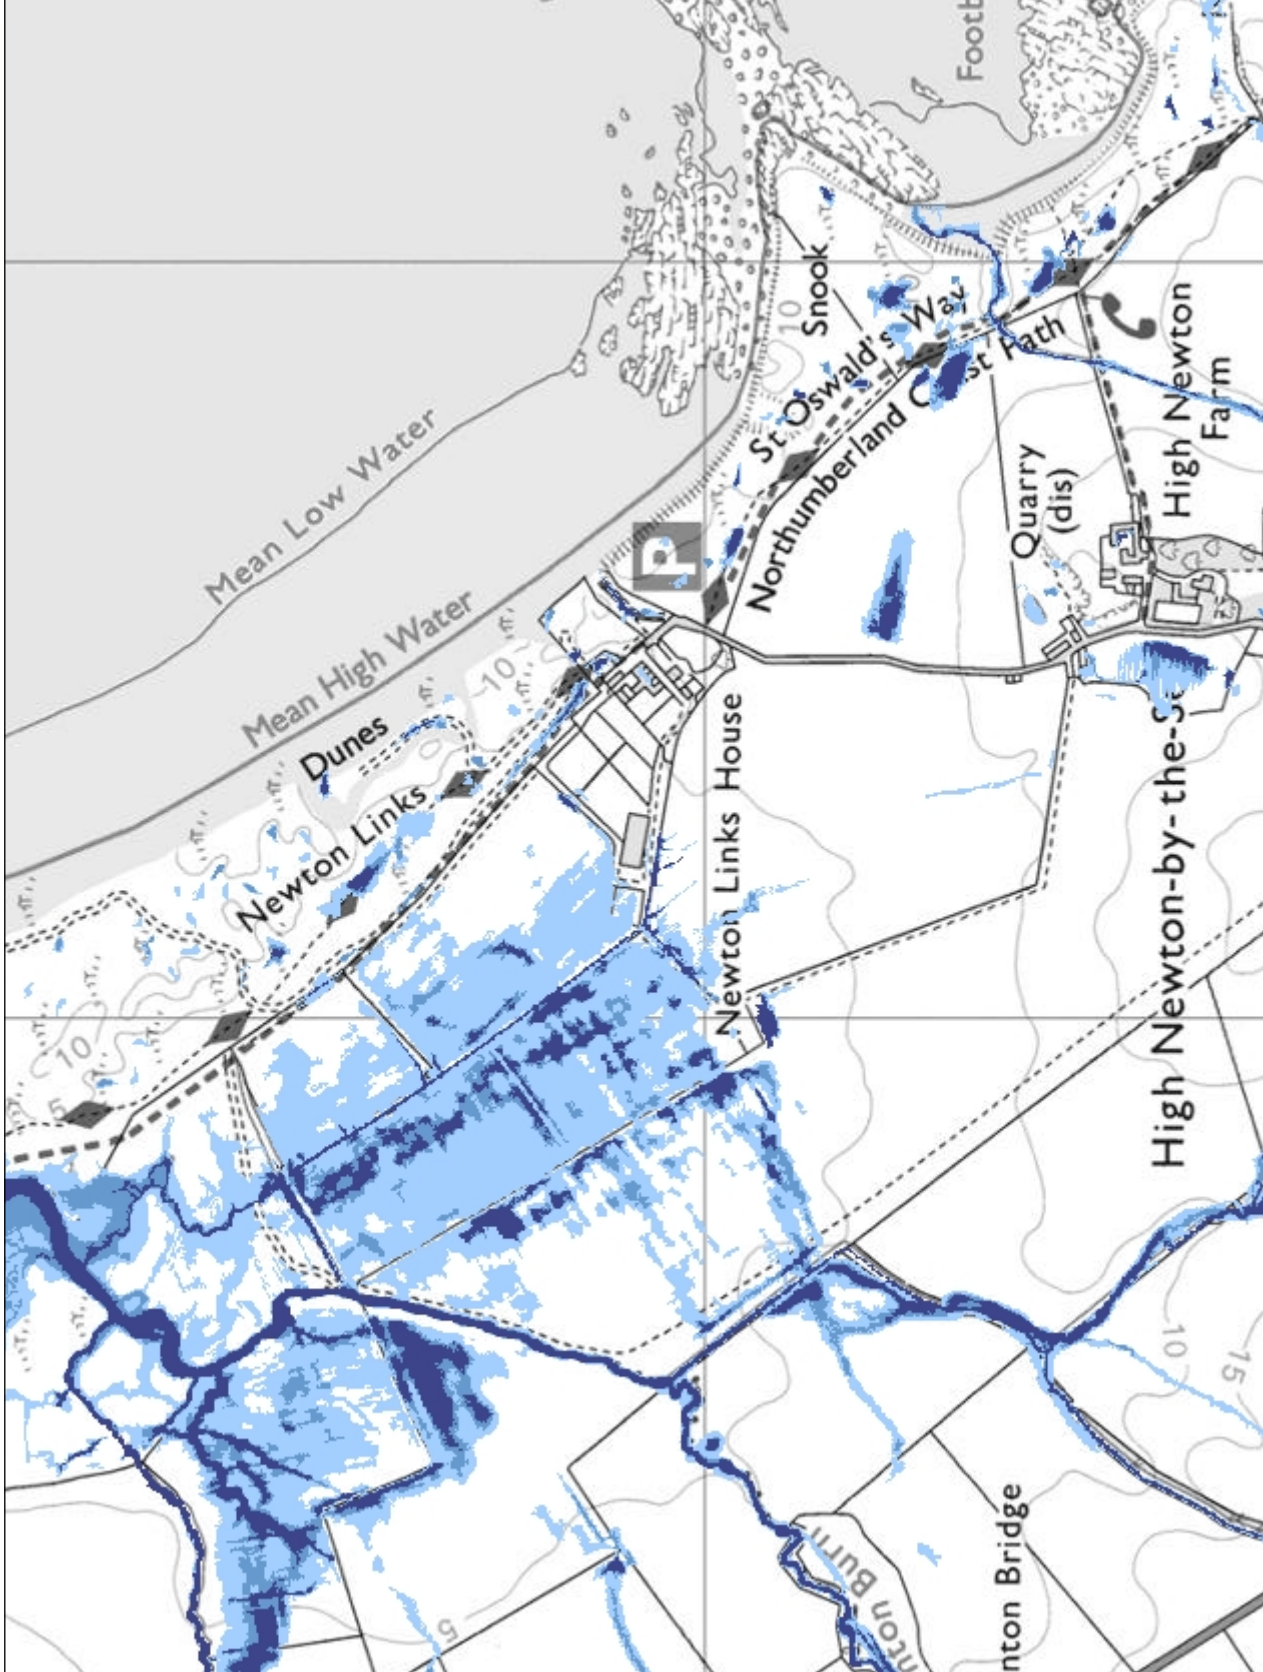 Footb
Mean Low Water
Mean High Water
Snook
10
St Oswald's Way
Northumberland C st Path
High Newton
Farm
Quarry
(dis)
P
10
Dunes
Newton Links
Newton Links House
High Newton-by-the-S
10
5
10
15
5
nton Burn
nton Bridge